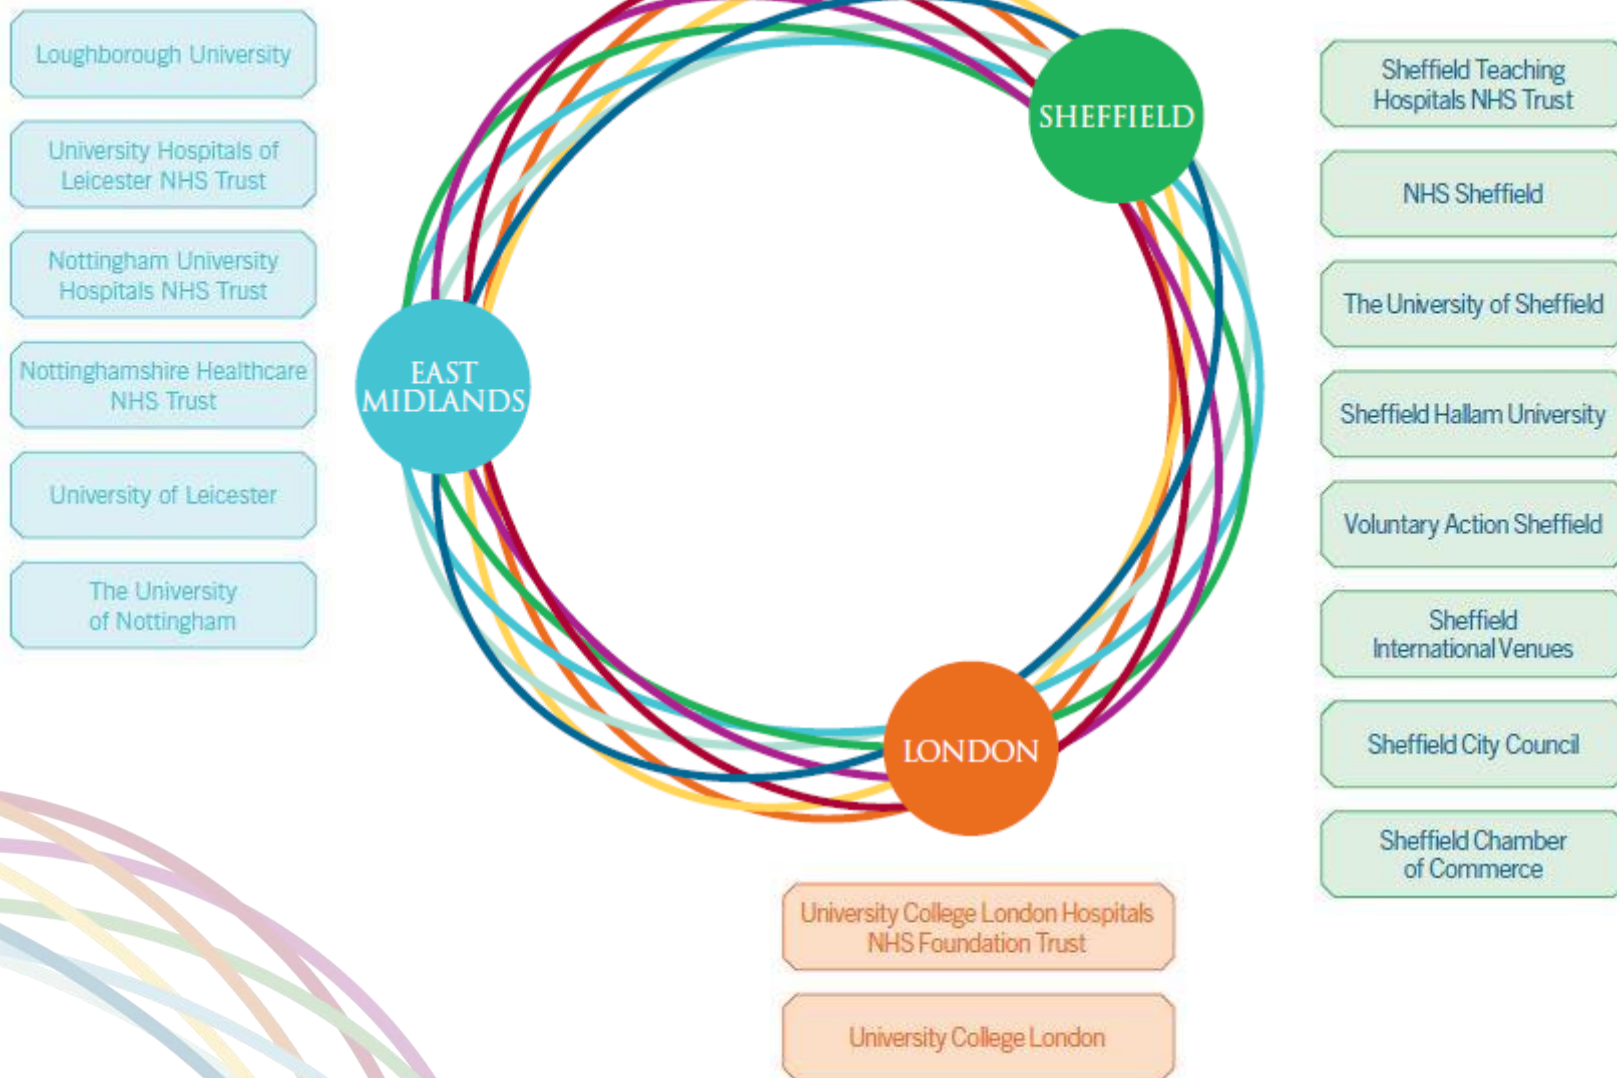 Loughborough University
University Hospitals of
Leicester NHS Trust
Nottingham University
Hospitals NHS Trust
Nottinghamshire Healthcare
NHS Trust
University of Leicester
The University
of Nottingham
EAST
MIDLANDS
SHEFFIELD
LONDON
University College London Hospitals
NHS Foundation Trust
University College London
Sheffield Teaching
Hospitals NHS Trust
NHS Sheffield
The University of Sheffield
Sheffield Hallam University
Voluntary Action Sheffield
Sheffield
International Venues
Sheffield City Council
Sheffield Chamber
of Commerce